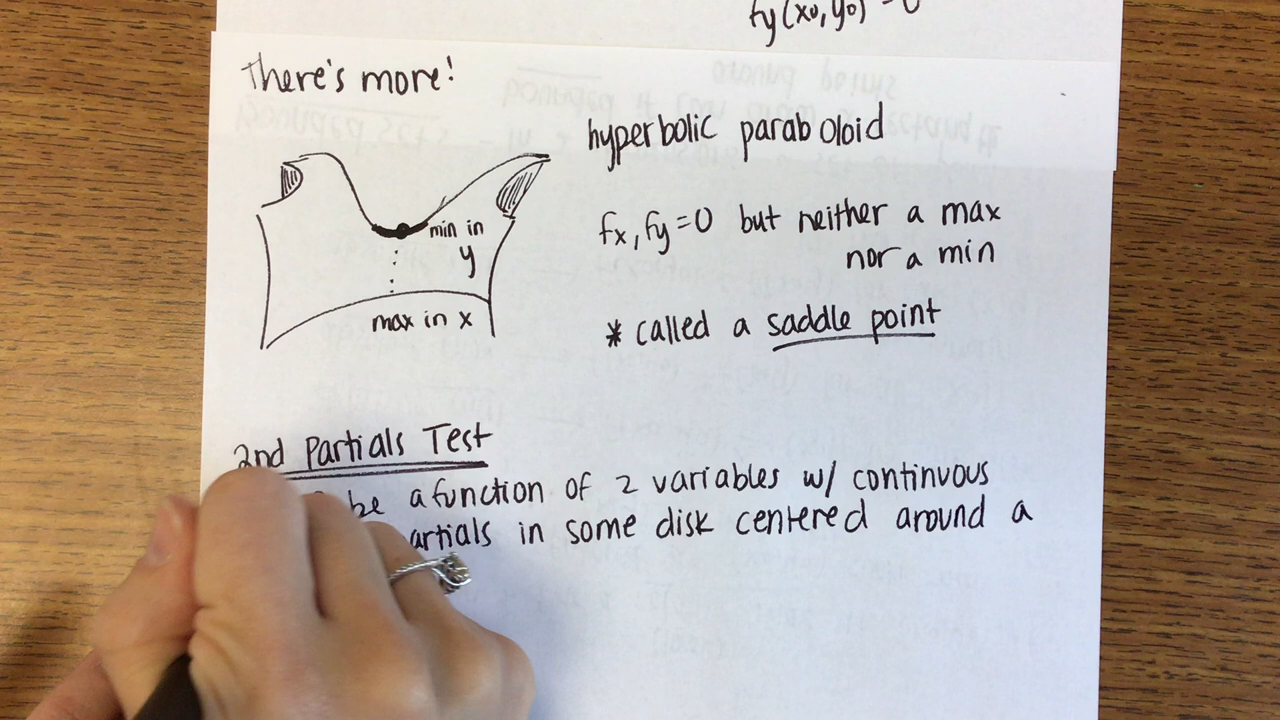 fy(x0,y0) = 0
There's more!
hyperbolic paraboloid
min in
y
max in x
fx, fy = 0 but neither a max
nor a min
* called a saddle point
2nd Partials Test
be a function of 2 variables w/ continuous
artials in some disk centered around a